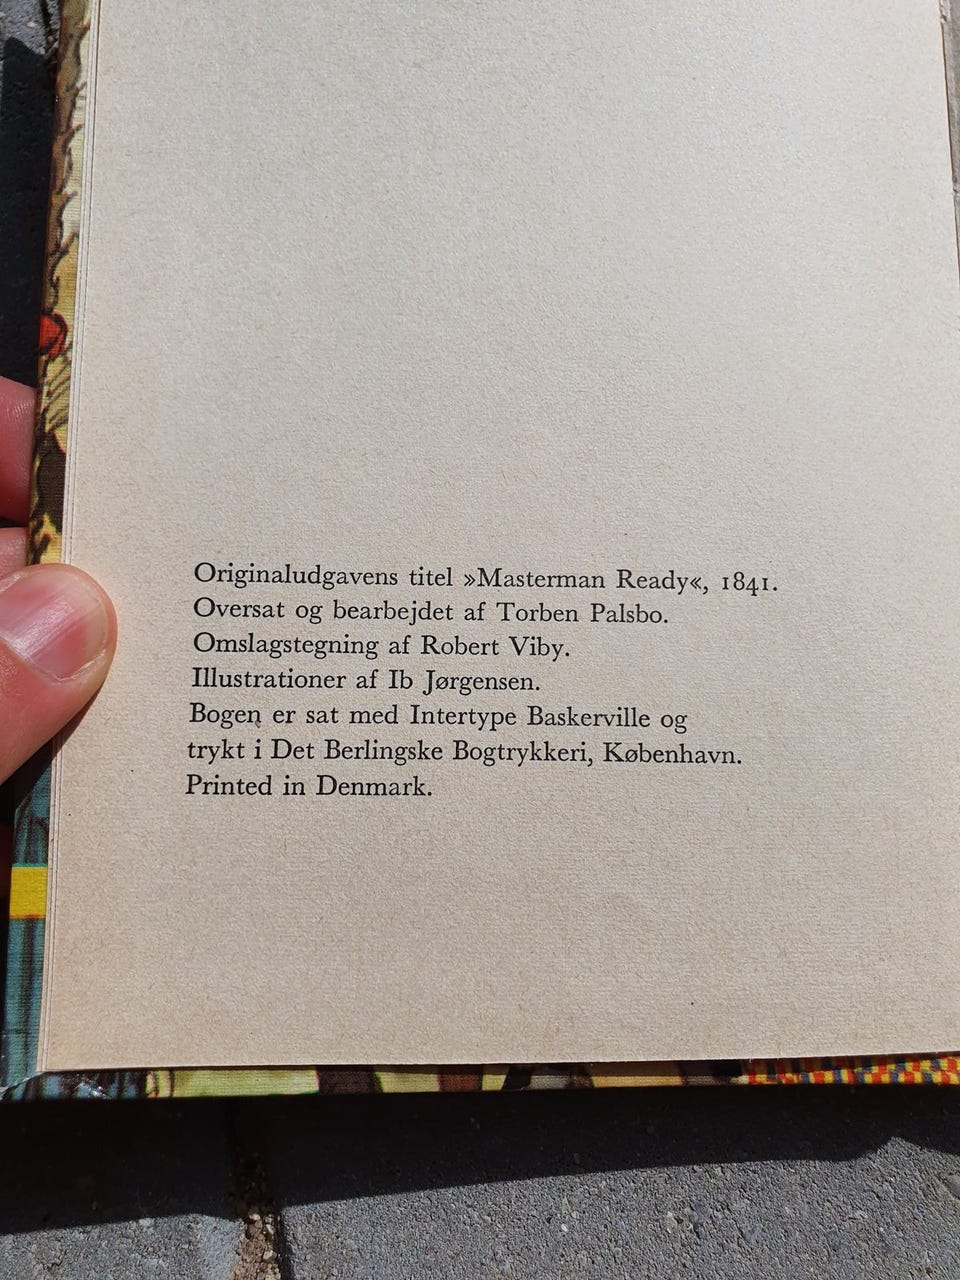 Originaludgavens titel »Masterman Ready«, 1841.
Oversat og bearbejdet af Torben Palsbo.
Omslagstegning af Robert Viby.
Illustrationer af Ib Jørgensen.
Bogen er sat med Intertype Baskerville og
trykt i Det Berlingske Bogtrykkeri, København.
Printed in Denmark.